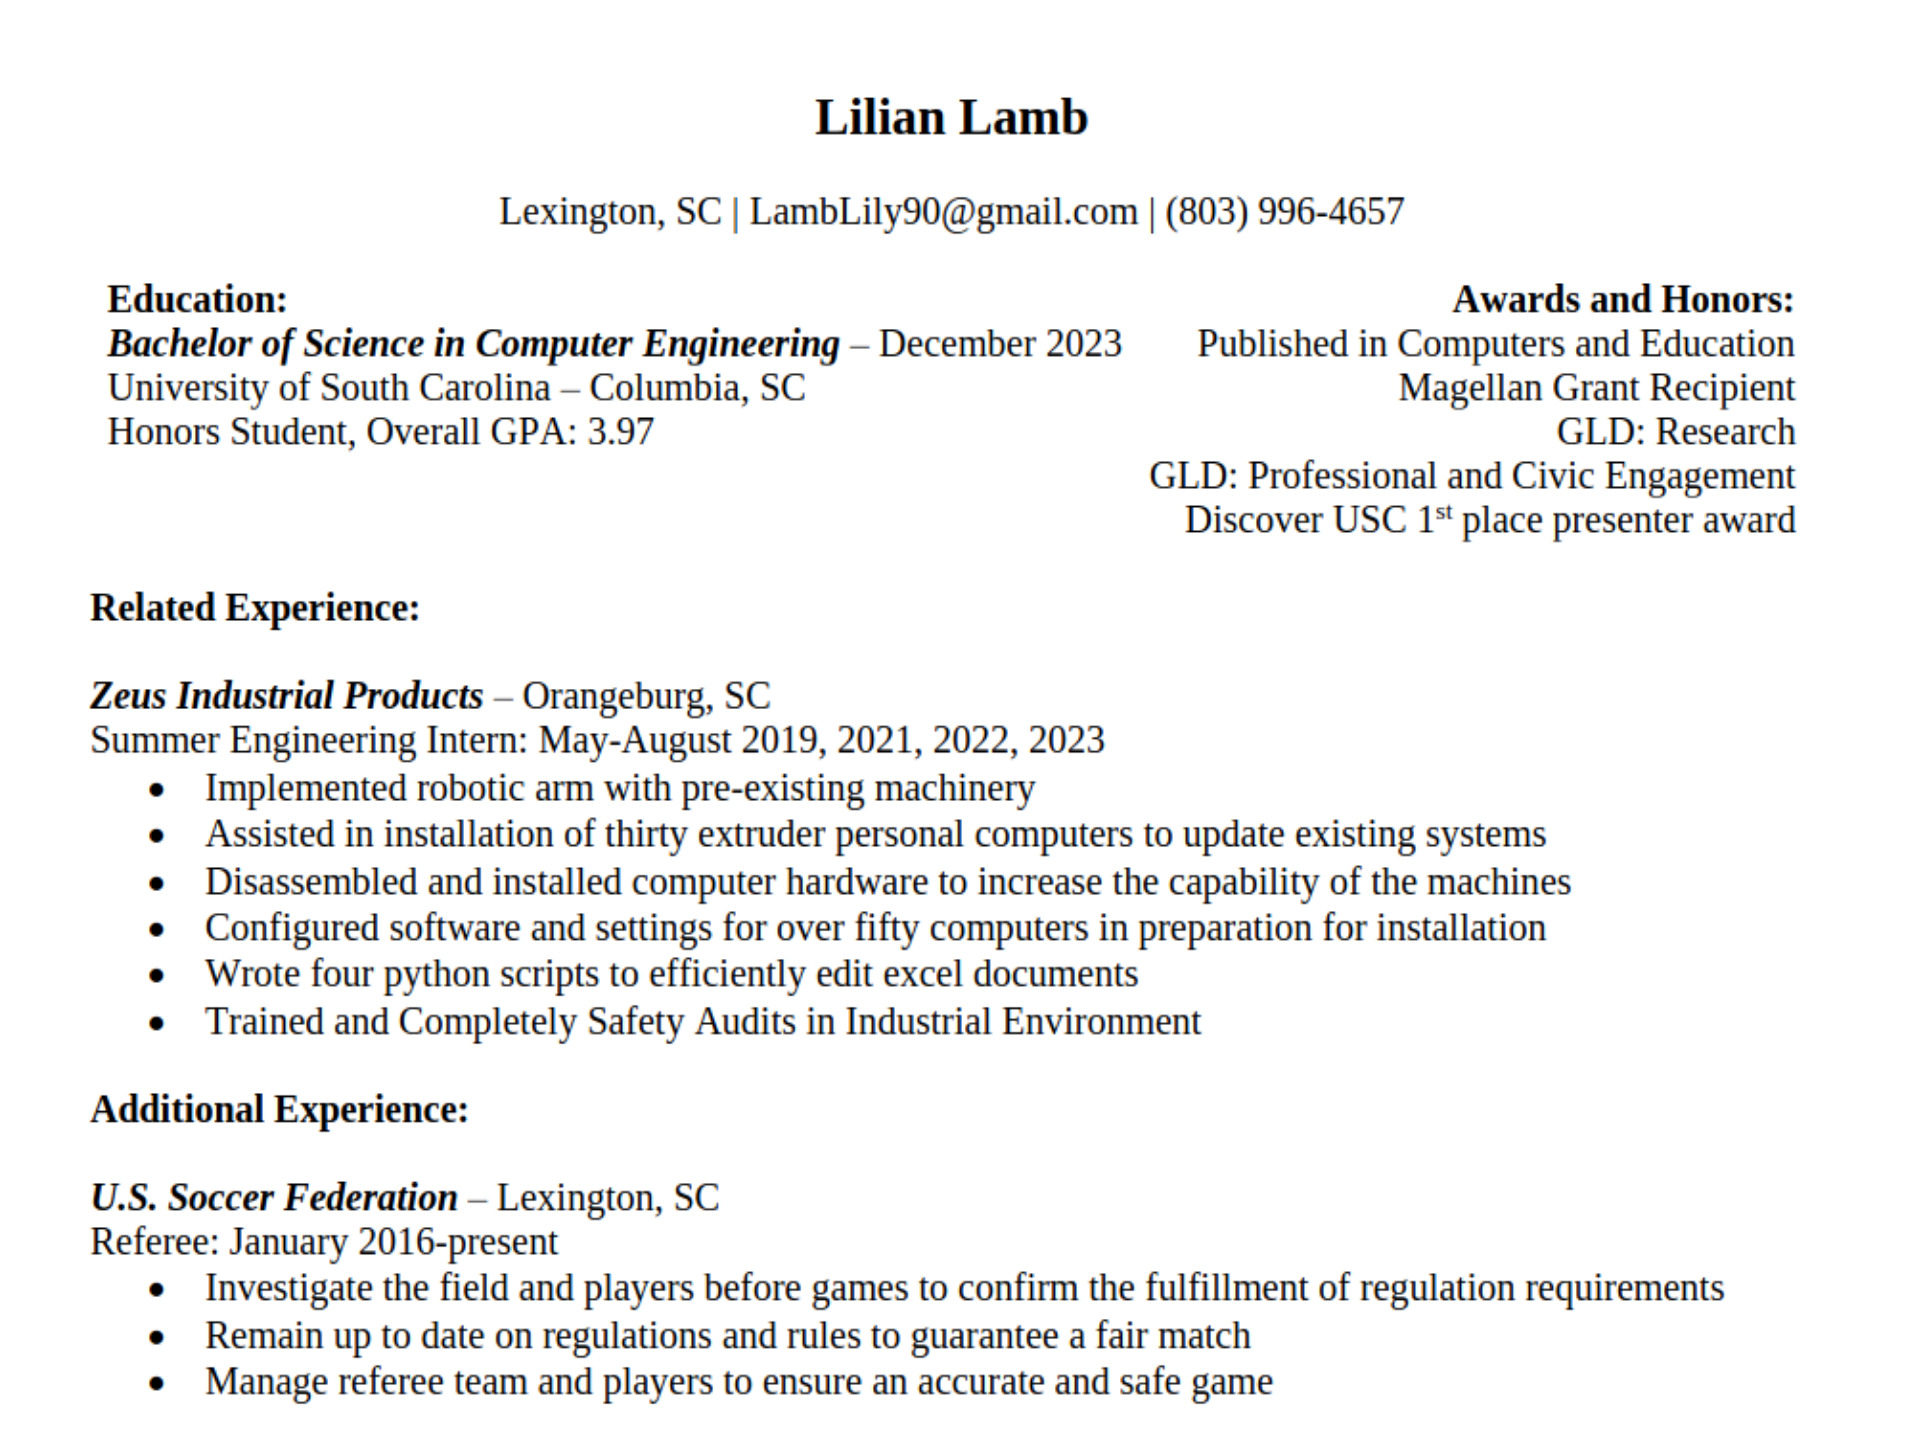 Lilian Lamb
Lexington, SC | LambLily90@gmail.com | (803) 996-4657
Education:
Bachelor of Science in Computer Engineering – December 2023
University of South Carolina – Columbia, SC
Honors Student, Overall GPA: 3.97
Awards and Honors:
Published in Computers and Education
Magellan Grant Recipient
GLD: Research
GLD: Professional and Civic Engagement
Discover USC 1st place presenter award
Related Experience:
Zeus Industrial Products – Orangeburg, SC
Summer Engineering Intern: May-August 2019, 2021, 2022, 2023
• Implemented robotic arm with pre-existing machinery
• Assisted in installation of thirty extruder personal computers to update existing systems
• Disassembled and installed computer hardware to increase the capability of the machines
• Configured software and settings for over fifty computers in preparation for installation
• Wrote four python scripts to efficiently edit excel documents
• Trained and Completely Safety Audits in Industrial Environment
Additional Experience:
U.S. Soccer Federation – Lexington, SC
Referee: January 2016-present
• Investigate the field and players before games to confirm the fulfillment of regulation requirements
• Remain up to date on regulations and rules to guarantee a fair match
• Manage referee team and players to ensure an accurate and safe game